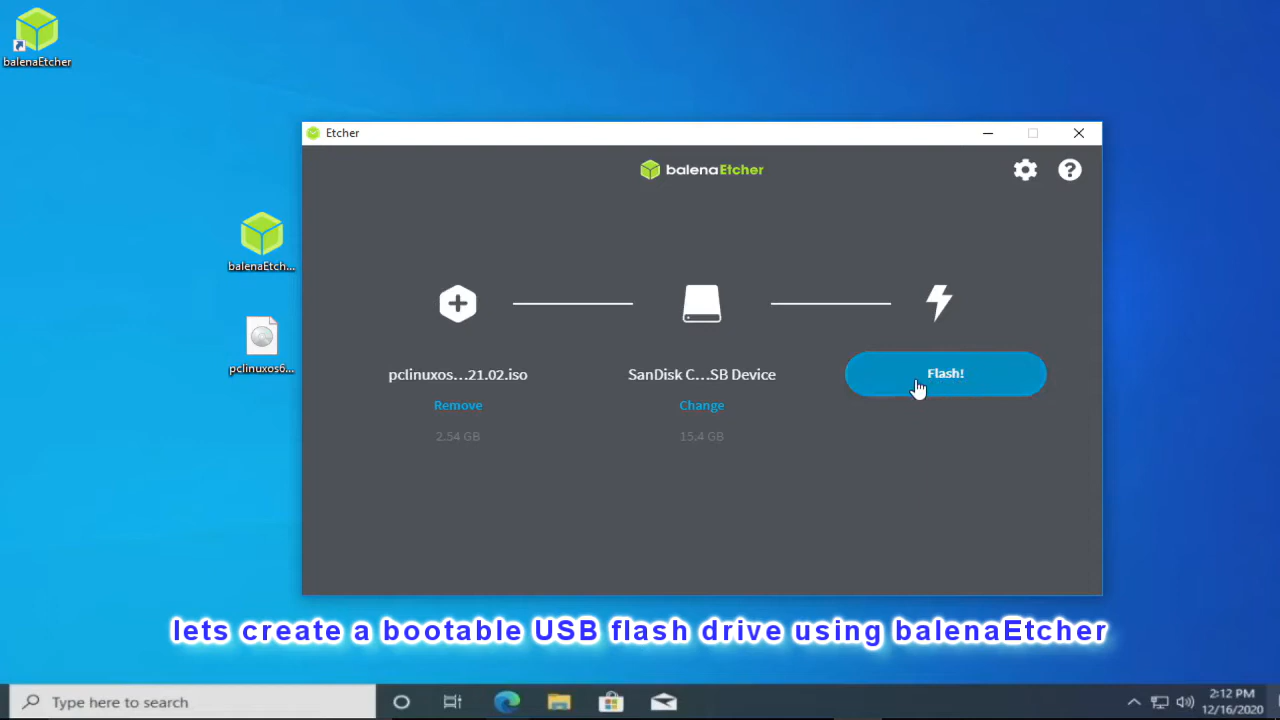 balenaEtcher
Etcher
balenaEtcher
balenaEtch...
pclinuxos6...
pclinuxos...21.02.iso
Remove
2.54 GB
SanDisk C...SB Device
Change
15.4 GB
Flash!
lets create a bootable USB flash drive using balenaEtcher
Type here to search
2:12 PM
12/16/2020